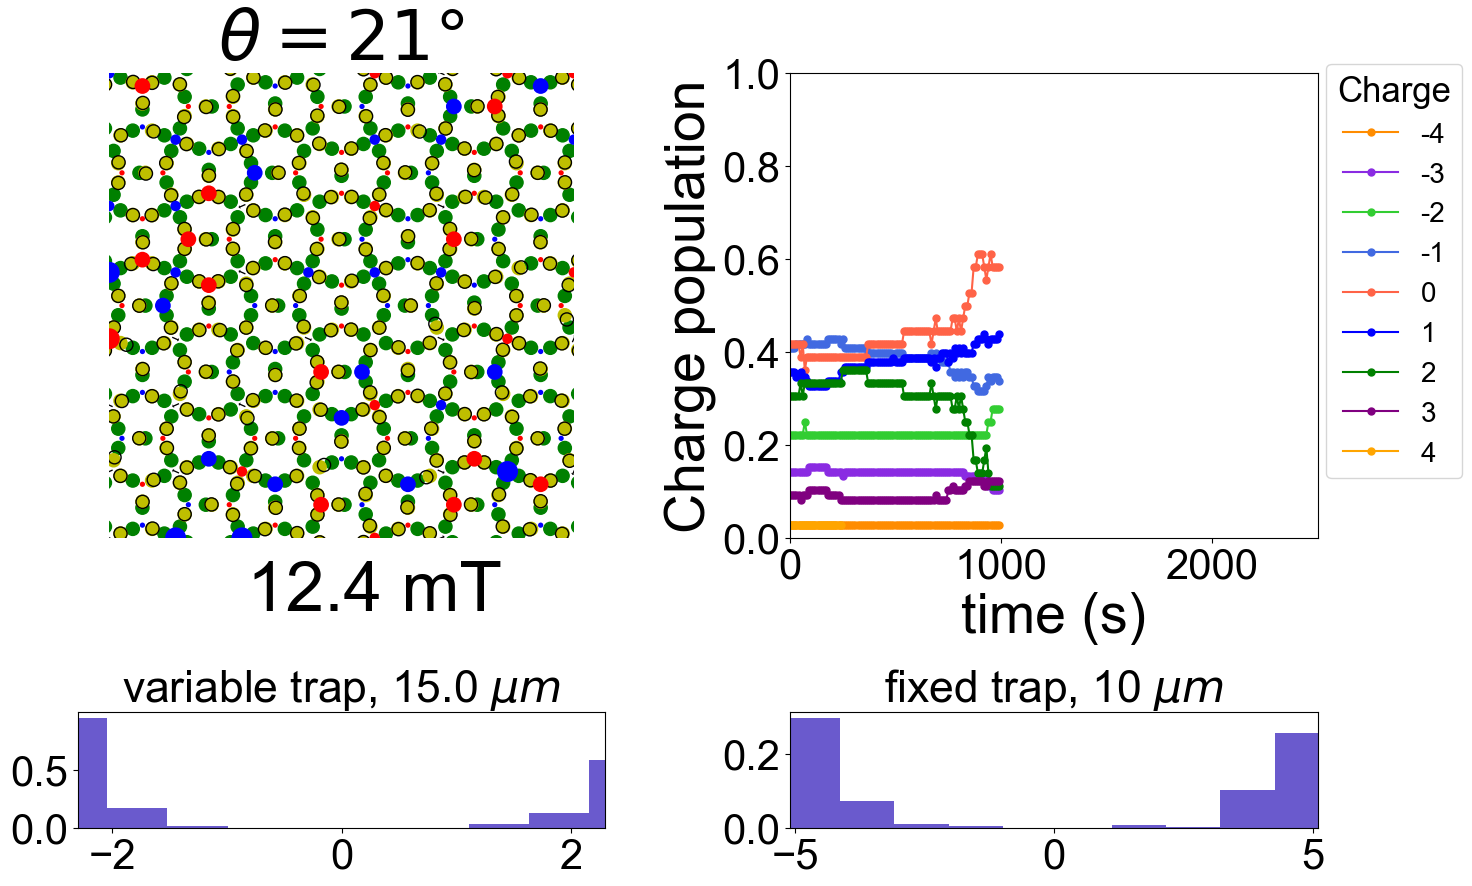 θ = 21°
12.4 mT
Charge population
1.0
0.8
0.6
0.4
0.2
0.0
0 1000 2000
time (s)
Charge
-4
-3
-2
-1
0
1
2
3
4
variable trap, 15.0 μm
0.5
0.0
−2 0 2
fixed trap, 10 μm
0.2
0.0
−5 0 5